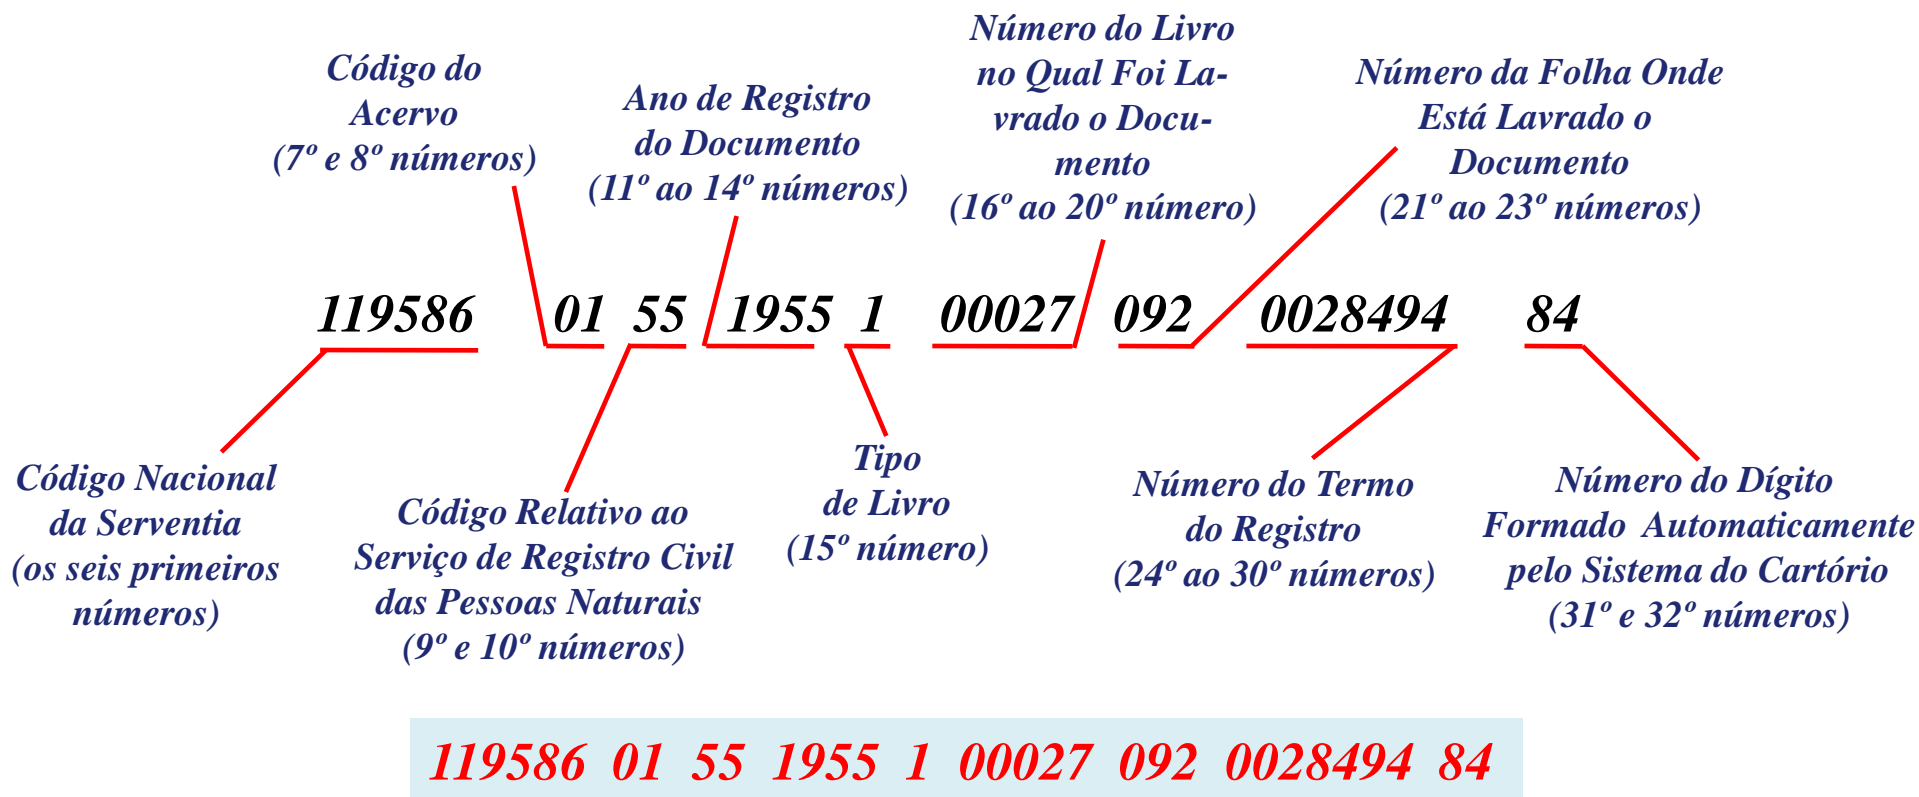 Código do
Acervo
(7º e 8º números)
Ano de Registro
do Documento
(11º ao 14º números)
Número do Livro
no Qual Foi La-
vrado o Docu-
mento
(16º ao 20º número)
Número da Folha Onde
Está Lavrado o
Documento
(21º ao 23º números)
119586 01 55 1955 1 00027 092 0028494 84
Código Nacional
da Serventia
(os seis primeiros
números)
Código Relativo ao
Serviço de Registro Civil
das Pessoas Naturais
(9º e 10º números)
Tipo
de Livro
(15º número)
Número do Termo
do Registro
(24º ao 30º números)
Número do Dígito
Formado Automaticamente
pelo Sistema do Cartório
(31º e 32º números)
119586 01 55 1955 1 00027 092 0028494 84